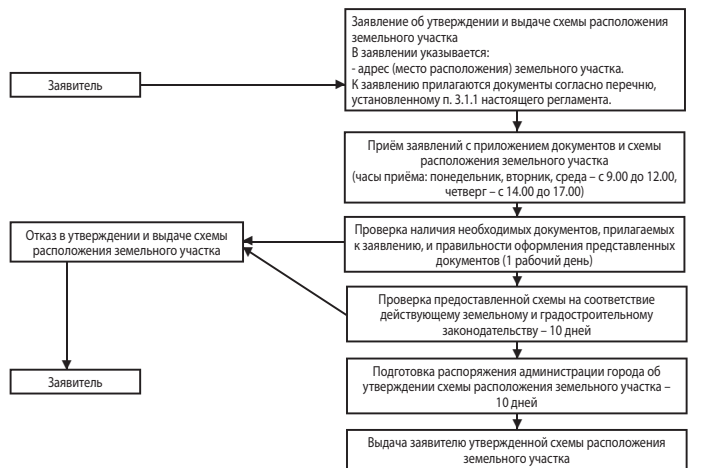 Заявление об утверждении и выдаче схемы расположения
земельного участка
В заявлении указывается:
- адрес (место расположения) земельного участка.
К заявлению прилагаются документы согласно перечню,
установленному п. 3.1.1 настоящего регламента.
Заявитель
Приём заявлений с приложением документов и схемы
расположения земельного участка
(часы приёма: понедельник, вторник, среда – с 9.00 до 12.00,
четверг – с 14.00 до 17.00)
Проверка наличия необходимых документов, прилагаемых
к заявлению, и правильности оформления представленных
документов (1 рабочий день)
Отказ в утверждении и выдаче схемы
расположения земельного участка
Проверка предоставленной схемы на соответствие
действующему земельному и градостроительному
законодательству – 10 дней
Заявитель
Подготовка распоряжения администрации города об
утверждении схемы расположения земельного участка –
10 дней
Выдача заявителю утвержденной схемы расположения
земельного участка